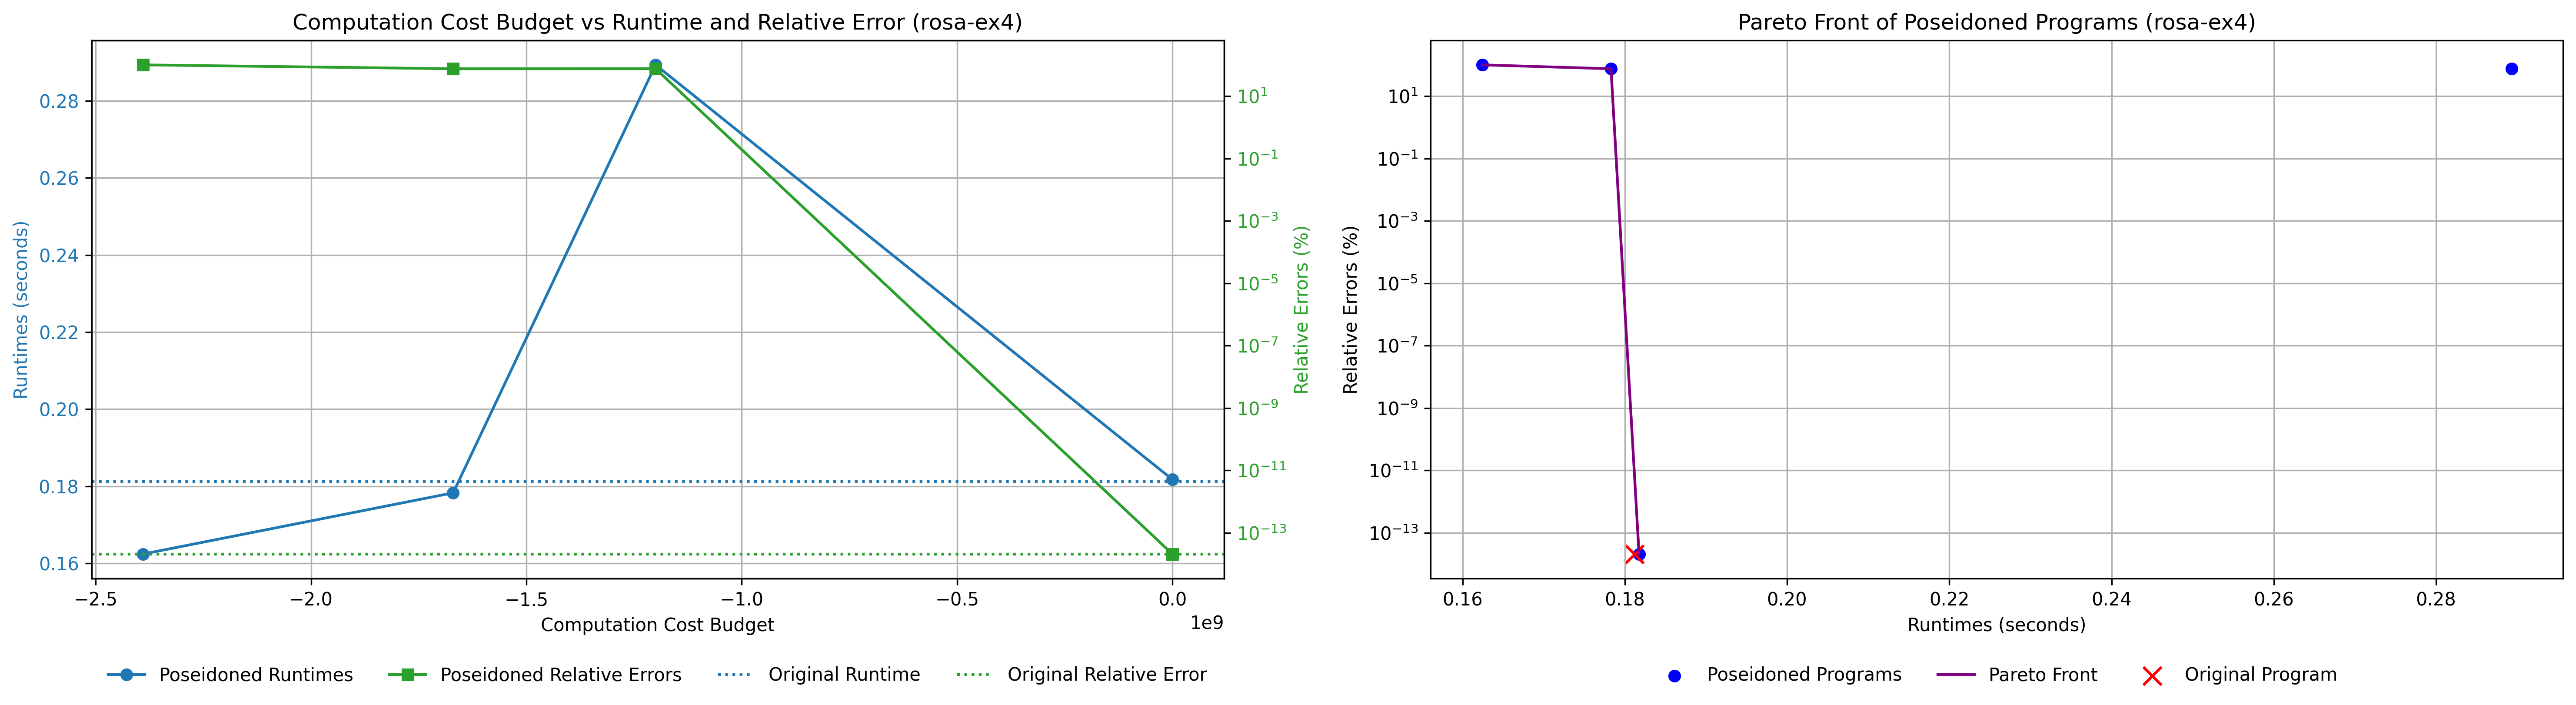 Computation Cost Budget vs Runtime and Relative Error (rosa-ex4)
Runtimes (seconds)
0.28
0.26
0.24
0.22
0.20
0.18
0.16
10¹
10⁻¹
10⁻³
10⁻⁵
10⁻⁷
10⁻⁹
10⁻¹¹
10⁻¹³
Relative Errors (%)
−2.5 −2.0 −1.5 −1.0 −0.5 0.0
1e9
Computation Cost Budget
Poseidoned Runtimes Poseidoned Relative Errors Original Runtime Original Relative Error
Pareto Front of Poseidoned Programs (rosa-ex4)
Relative Errors (%)
10¹
10⁻¹
10⁻³
10⁻⁵
10⁻⁷
10⁻⁹
10⁻¹¹
10⁻¹³
0.16 0.18 0.20 0.22 0.24 0.26 0.28
Runtimes (seconds)
Poseidoned Programs Pareto Front Original Program